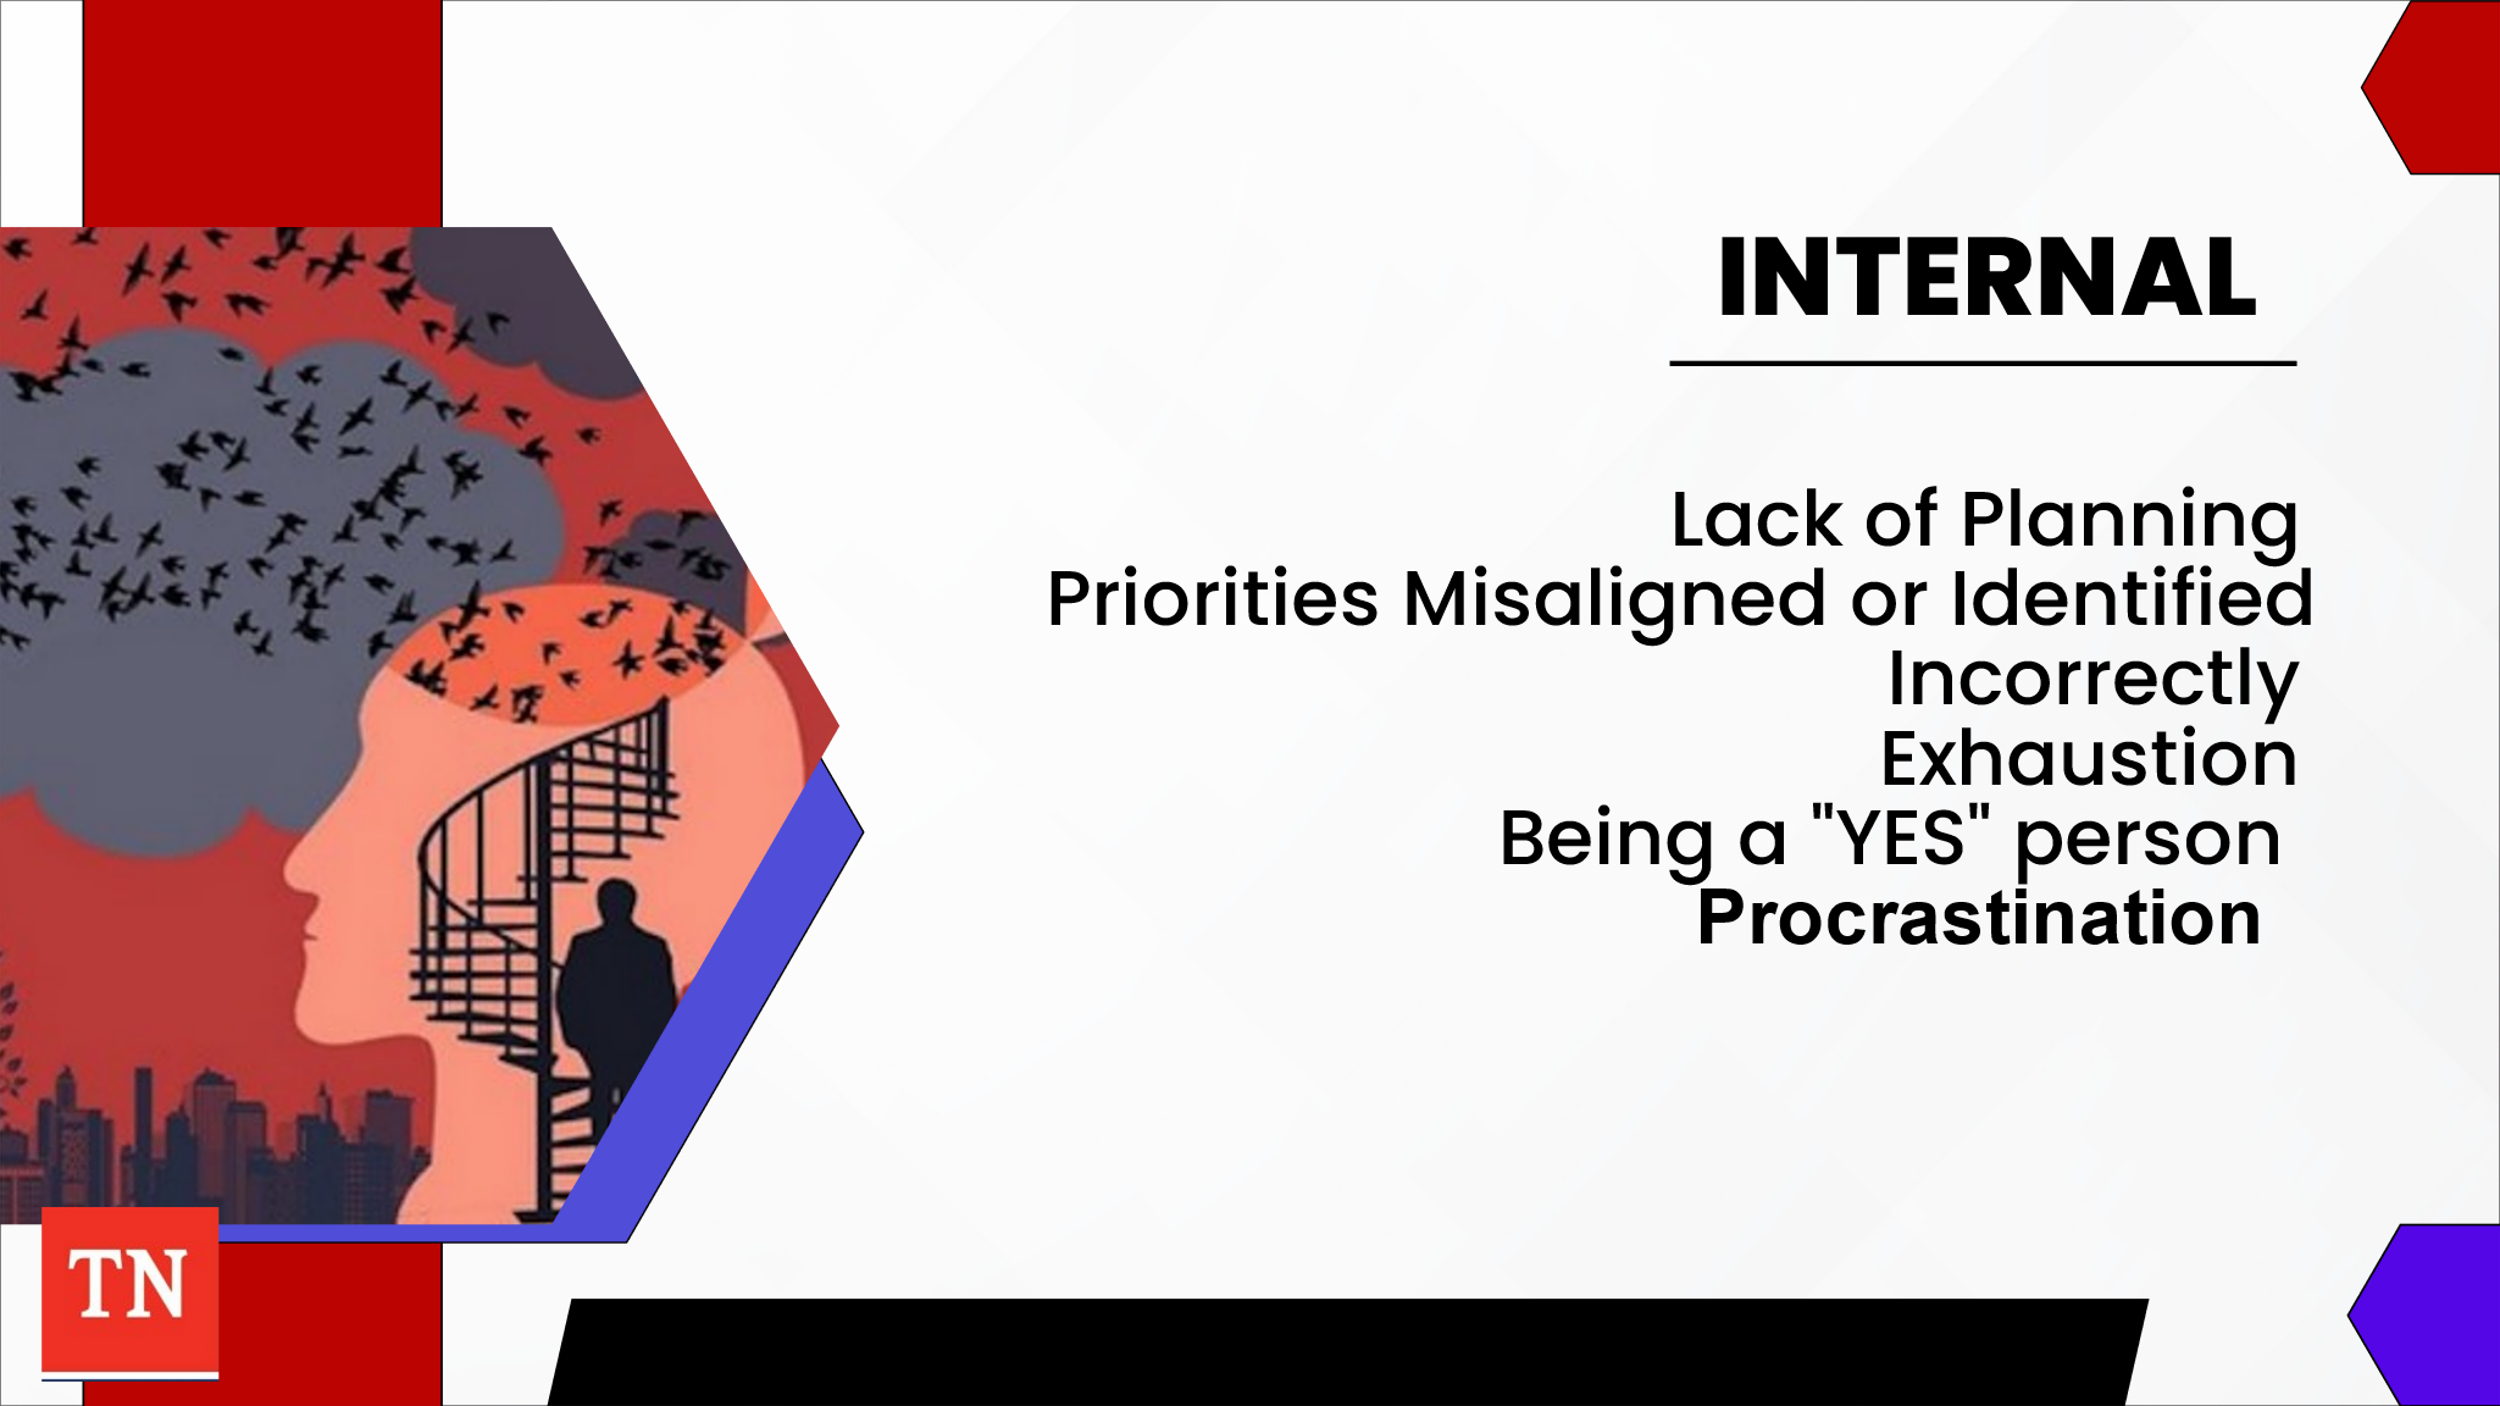 INTERNAL
Lack of Planning
Priorities Misaligned or Identified
Incorrectly
Exhaustion
Being a "YES" person
Procrastination
TN